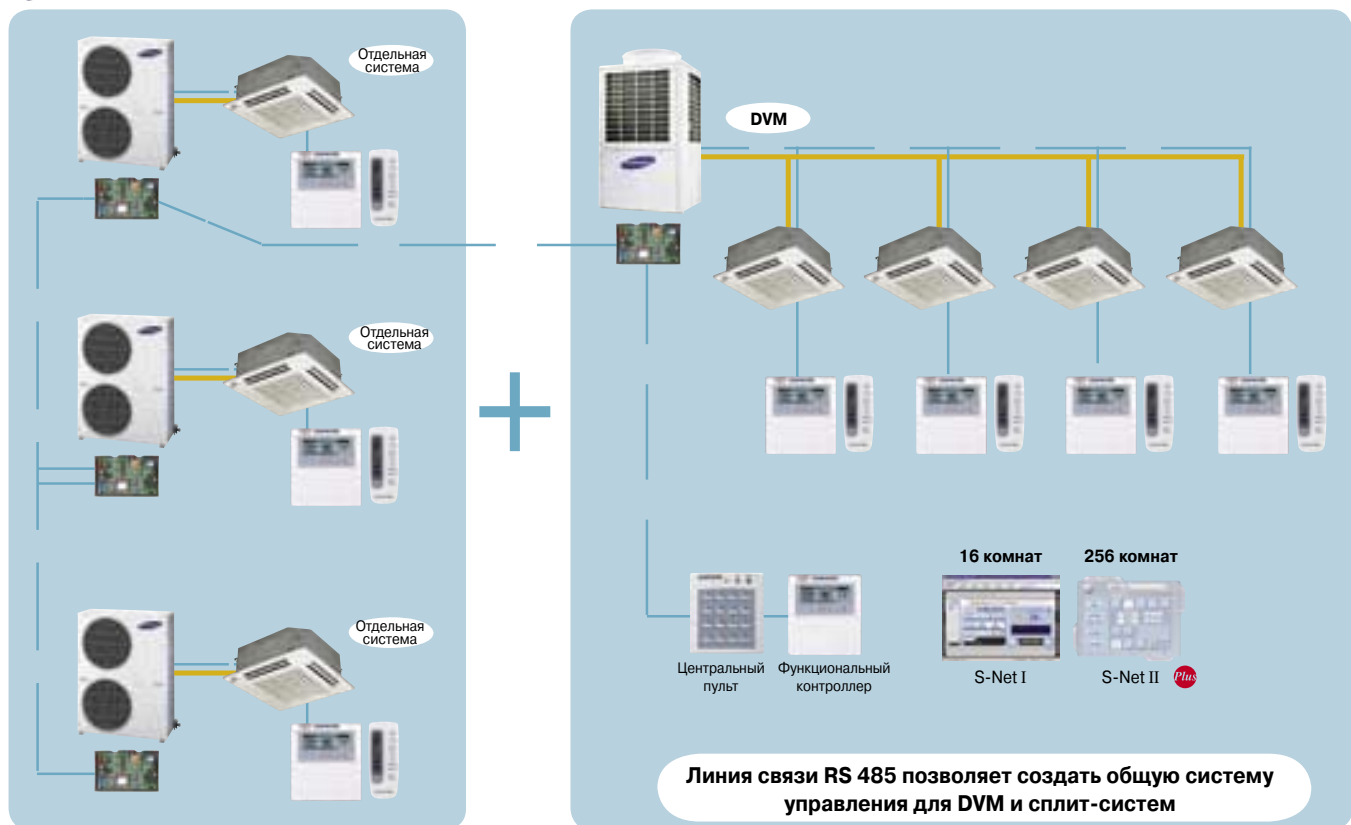 Отдельная
система
DVM
Отдельная
система
Отдельная
система
16 комнат
256 комнат
Центральный
пульт
Функциональный
контроллер
S-Net I
S-Net II
Plus
Линия связи RS 485 позволяет создать общую систему
управления для DVM и сплит-систем